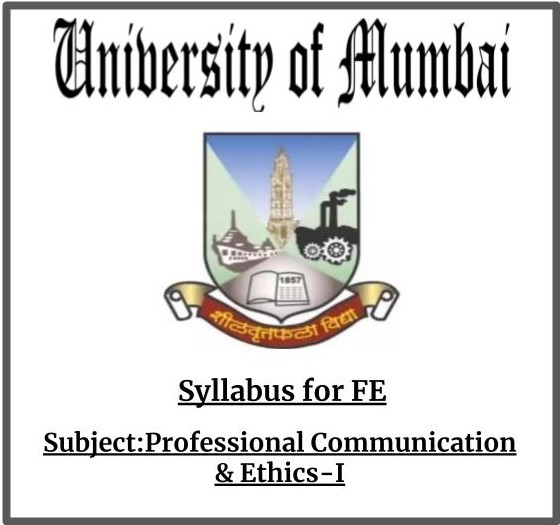 University of Mumbai
1857
शीलवृत्तफला विद्या
Syllabus for FE
Subject:Professional Communication
& Ethics-I